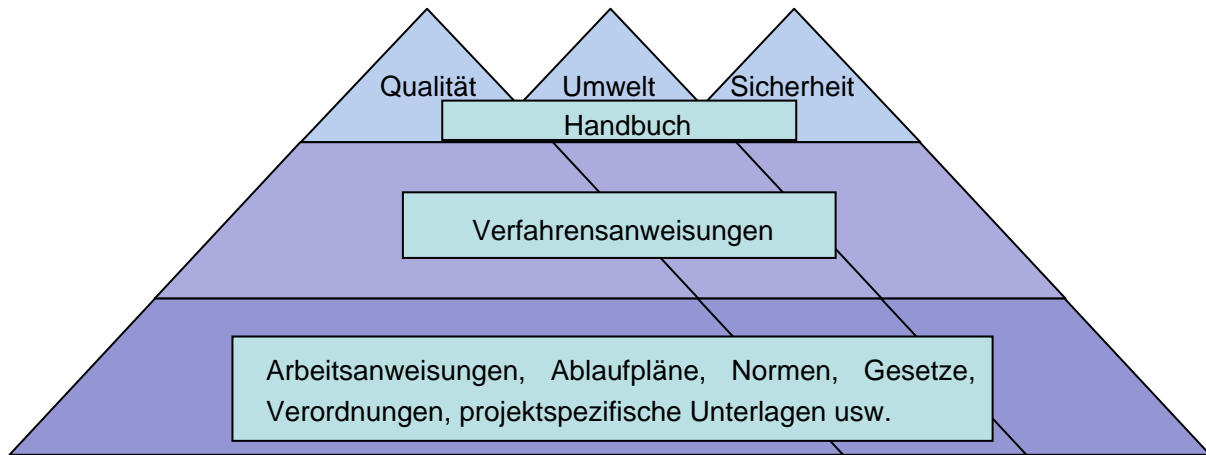 Qualität Umwelt Sicherheit
Handbuch
Verfahrensanweisungen
Arbeitsanweisungen, Ablaufpläne, Normen, Gesetze,
Verordnungen, projektspezifische Unterlagen usw.